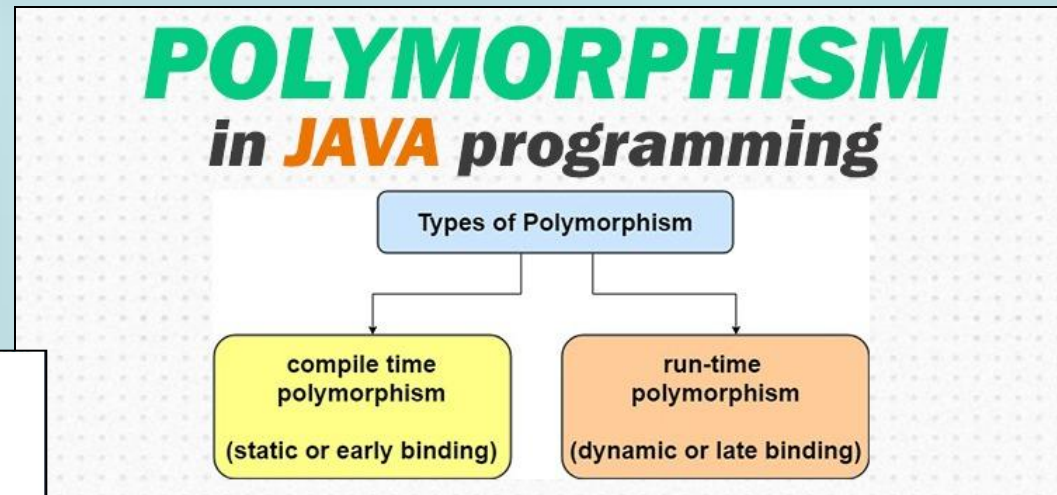 POLYMORPHISM
in JAVA programming
Types of Polymorphism
compile time
polymorphism
(static or early binding)
run-time
polymorphism
(dynamic or late binding)